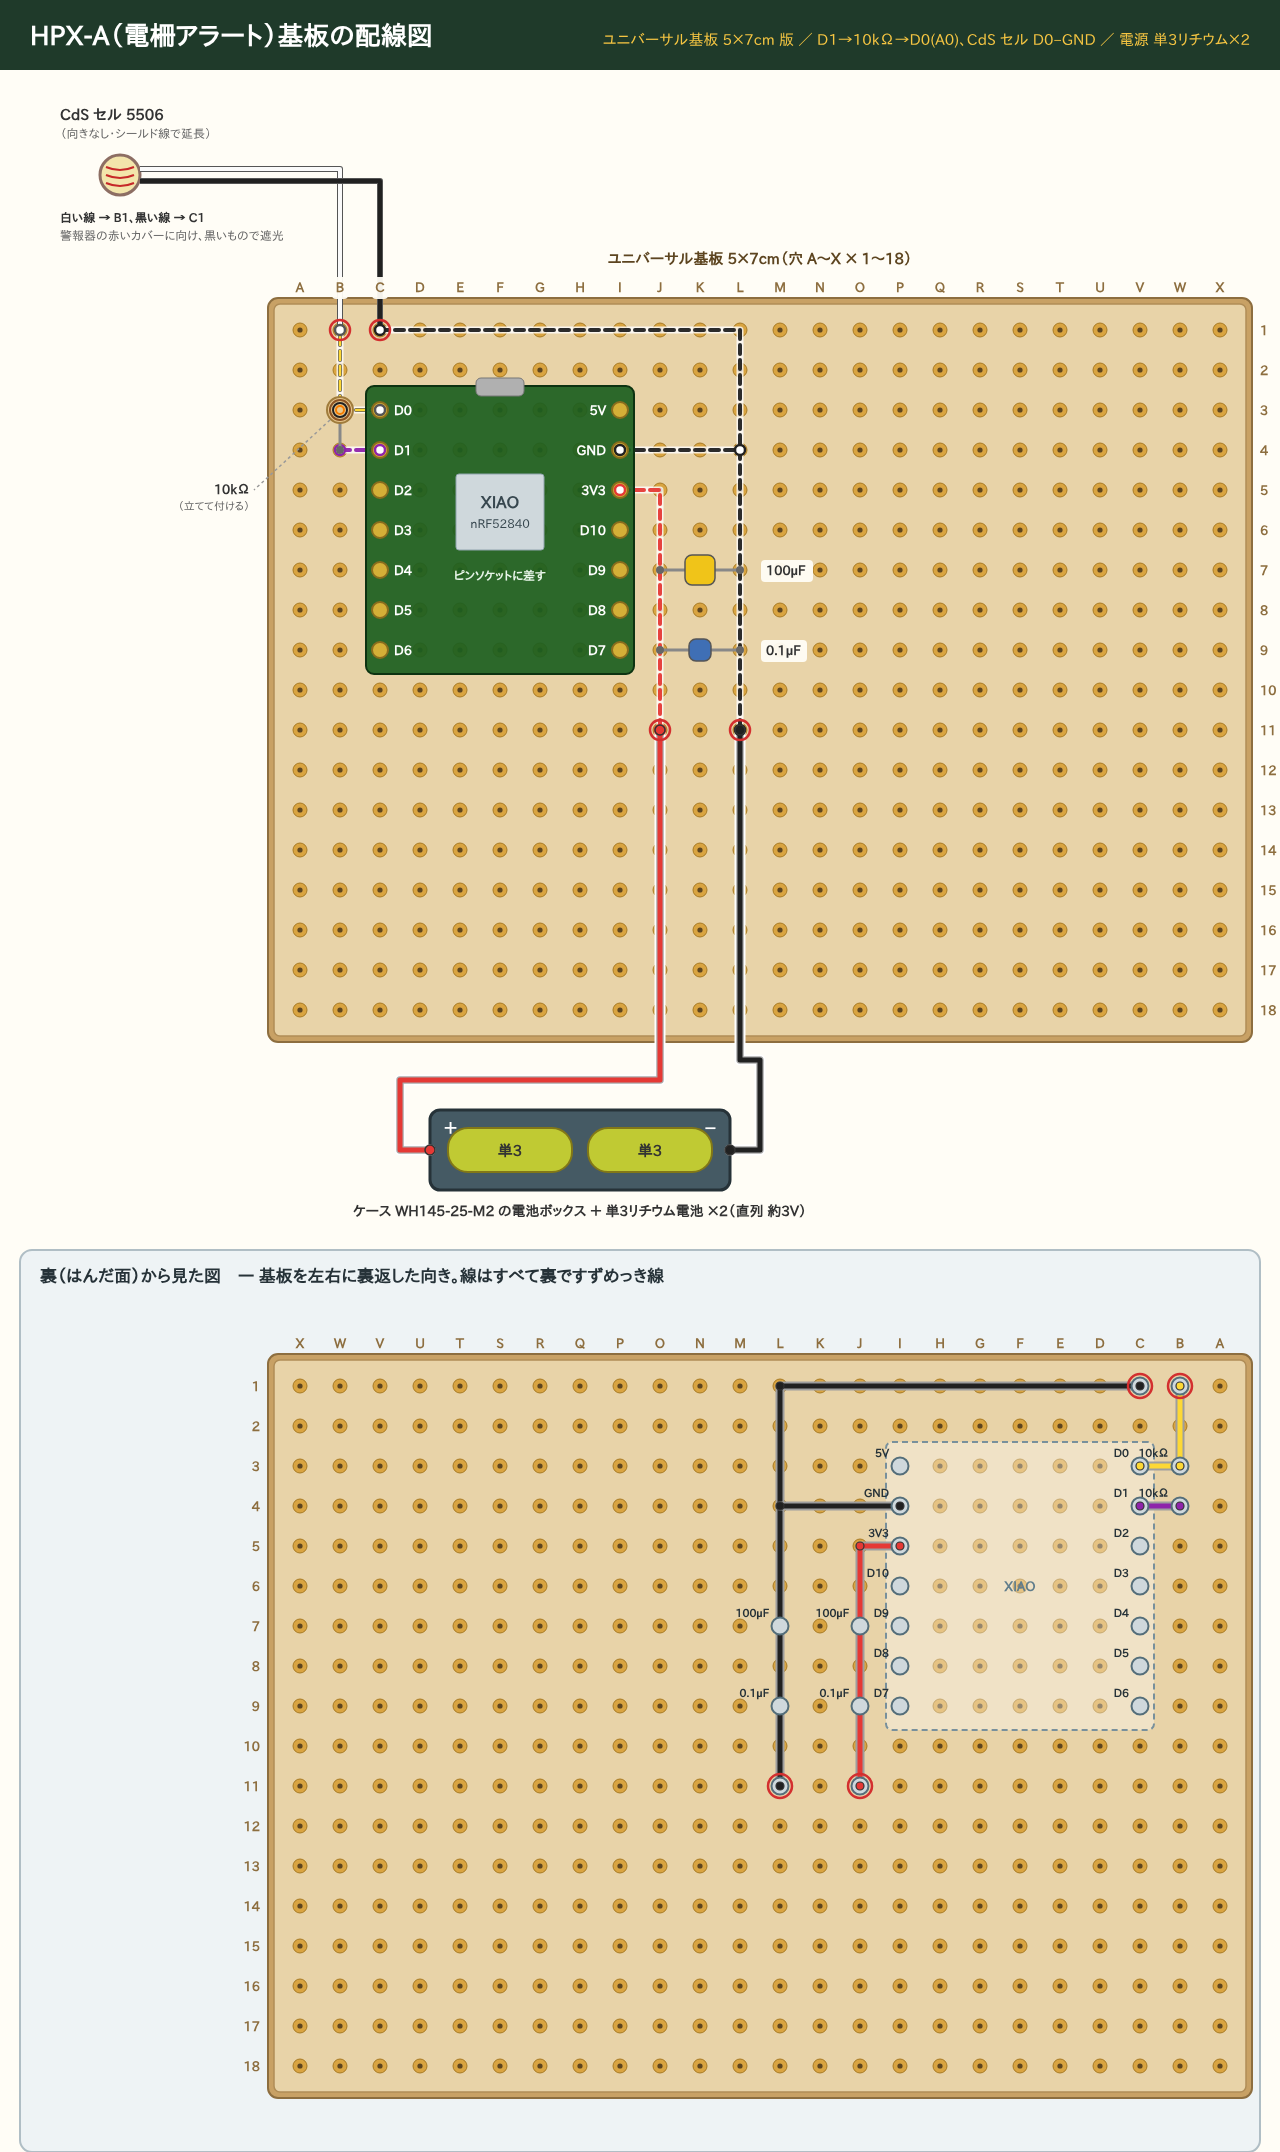 HPX-A（電柵アラート）基板の配線図
ユニバーサル基板 5×7cm 版 ／ D1→10kΩ→D0(A0)、CdS セル D0–GND ／ 電源 単3リチウム×2
CdS セル 5506
（向きなし・シールド線で延長）
白い線 → B1、黒い線 → C1
警報器の赤いカバーに向け、黒いもので遮光
ユニバーサル基板 5×7cm（穴 A〜X × 1〜18）
A B C D E F G H I J K L M N O P Q R S T U V W X
1
2
D0 5V 3
D1 GND 4
10kΩ
（立てて付ける）
D2 3V3 5
XIAO
nRF52840
D3 D10 6
D4 ピンソケットに差す D9 100µF 7
D5 D8 8
D6 D7 0.1µF 9
10
11
12
13
14
15
16
17
18
+ −
単3 単3
ケース WH145-25-M2 の電池ボックス ＋ 単3リチウム電池 ×2（直列 約3V）
裏（はんだ面）から見た図　— 基板を左右に裏返した向き。線はすべて裏ですずめっき線
X W V U T S R Q P O N M L K J I H G F E D C B A
1
2
3 5V D0 10kΩ
4 GND D1 10kΩ
5 3V3 D2
6 D10 XIAO D3
7 100µF 100µF D9 D4
8 D8 D5
9 0.1µF 0.1µF D7 D6
10
11
12
13
14
15
16
17
18